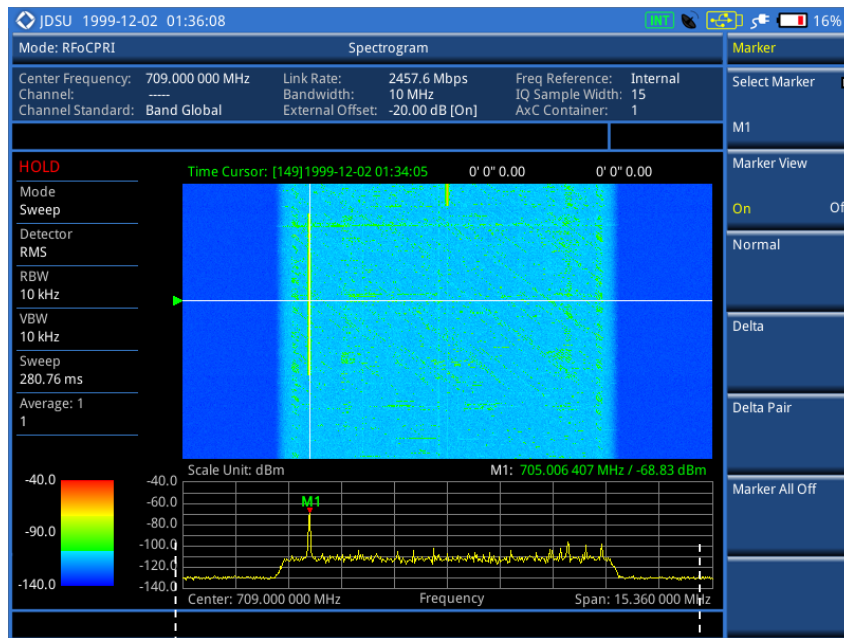 JDSU 1999-12-02 01:36:08
INT
16%
Mode: RFoCPRI
Spectrogram
Marker
Center Frequency: 709.000 000 MHz
Link Rate: 2457.6 Mbps
Freq Reference: Internal
Channel: -----
Bandwidth: 10 MHz
IQ Sample Width: 15
Channel Standard: Band Global
External Offset: -20.00 dB [On]
AxC Container: 1
Select Marker
M1
HOLD
Time Cursor: [149]1999-12-02 01:34:05 0' 0" 0.00 0' 0" 0.00
Mode
Sweep
Detector
RMS
RBW
10 kHz
VBW
10 kHz
Sweep
280.76 ms
Average: 1
1
Marker View
On Of
Normal
Delta
Delta Pair
Marker All Off
Scale Unit: dBm
M1: 705.006 407 MHz / -68.83 dBm
-40.0
-90.0
-140.0
-40.0
-60.0
-80.0
-100.0
-120.0
-140.0
M1
Center: 709.000 000 MHz
Frequency
Span: 15.360 000 MHz